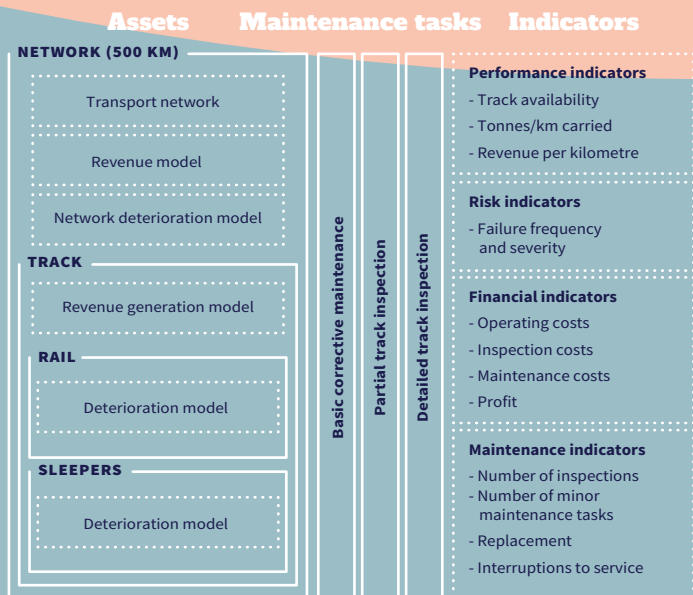 Assets
Maintenance tasks
Indicators
NETWORK (500 KM)
Transport network
Revenue model
Network deterioration model
TRACK
Revenue generation model
RAIL
Deterioration model
SLEEPERS
Deterioration model
Basic corrective maintenance
Partial track inspection
Detailed track inspection
Performance indicators
- Track availability
- Tonnes/km carried
- Revenue per kilometre
Risk indicators
- Failure frequency
and severity
Financial indicators
- Operating costs
- Inspection costs
- Maintenance costs
- Profit
Maintenance indicators
- Number of inspections
- Number of minor
maintenance tasks
- Replacement
- Interruptions to service